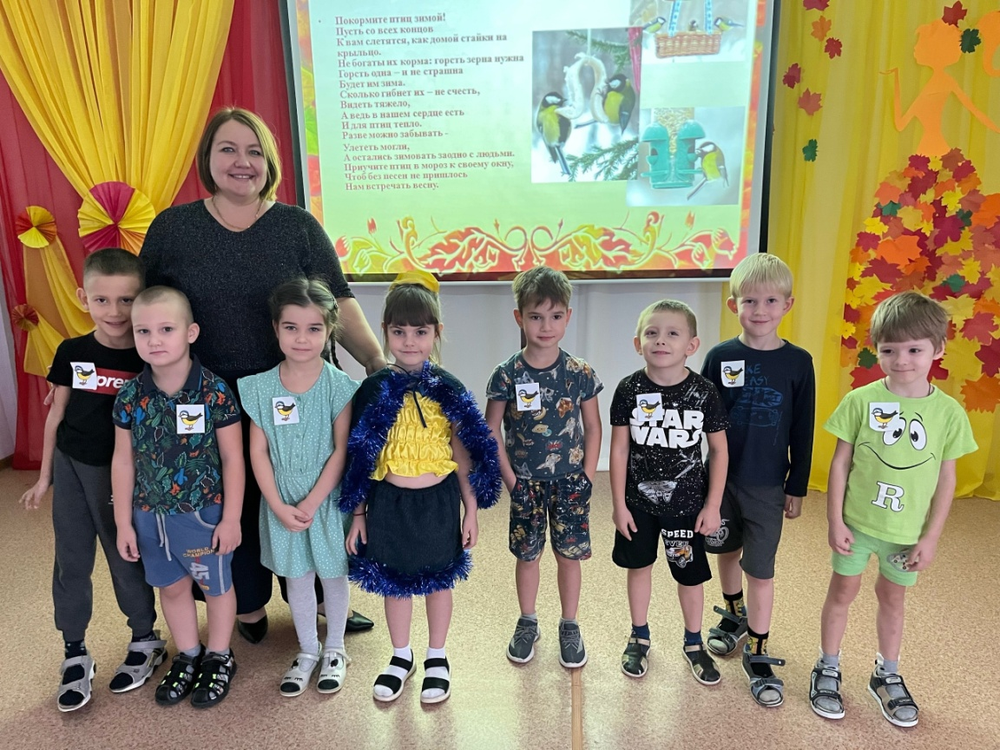 Покормите птиц зимой!
Пусть со всех концов
К вам слетятся, как домой стайки на
крыльцо.
Не богаты их корма: горсть зерна нужна
Горсть одна – и не страшна
Будет им зима.
Сколько гибнет их – не счесть,
Видеть тяжело,
А ведь в нашем сердце есть
И для птиц тепло.
Разве можно забывать -
Улететь могли,
А остались зимовать заодно с людьми.
Приучите птиц в мороз к своему окну,
Чтоб без песен не пришлось
Нам встречать весну.
STAR
WARS
R
SPEED
WORLD
CHAMPION
45